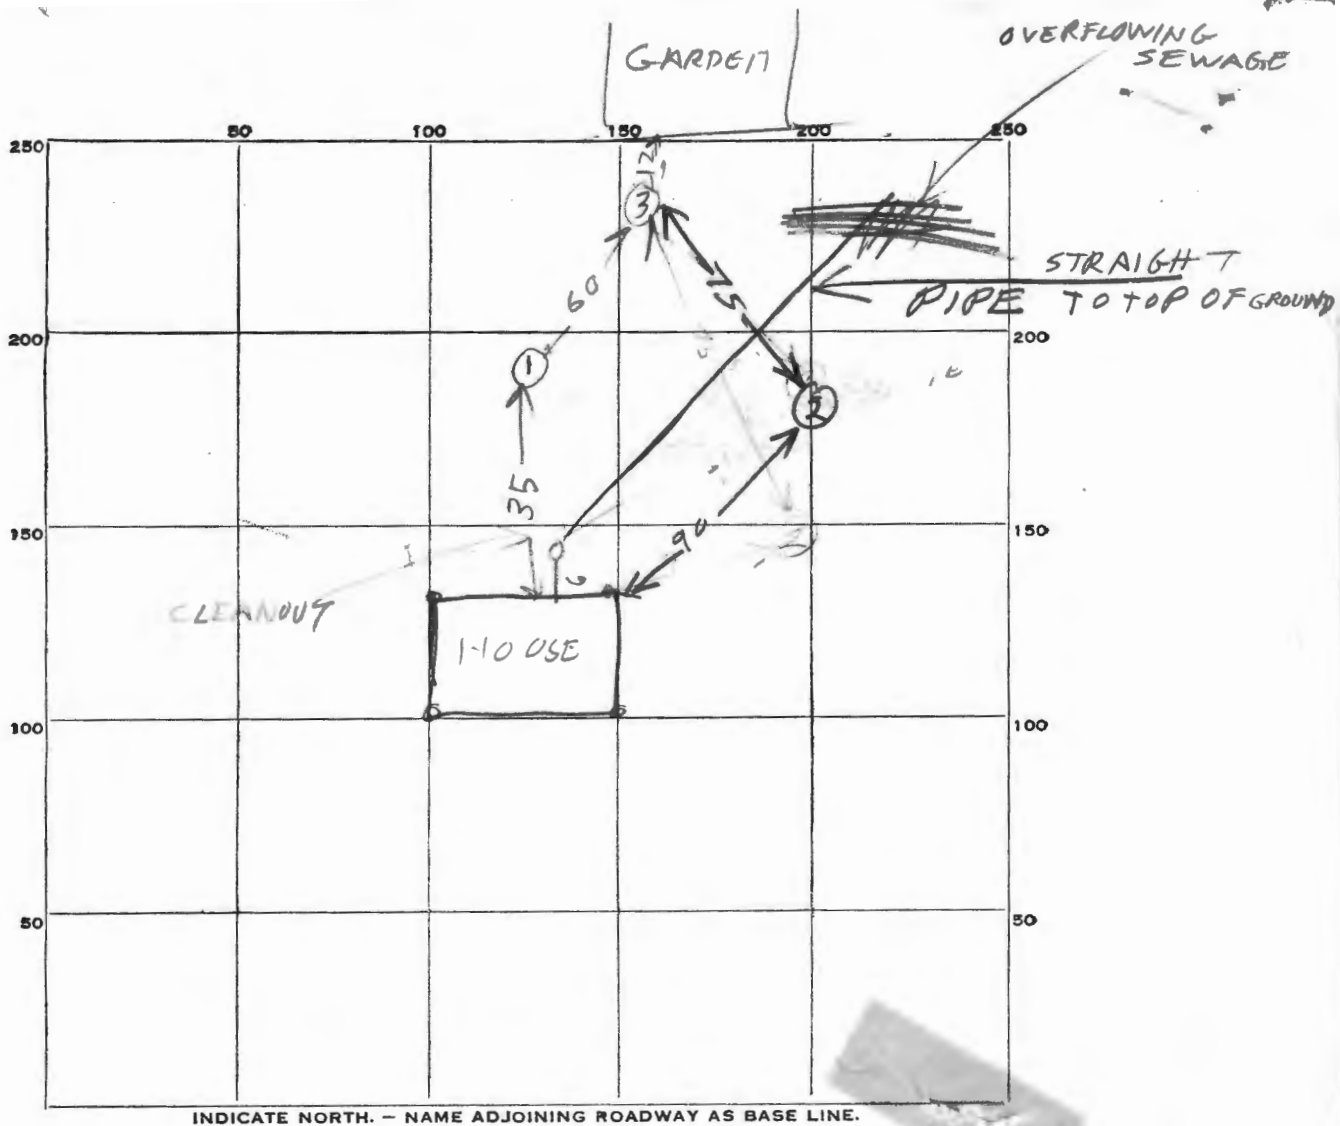 OVERFLOWING
SEWAGE
GARDEN
50 100 150 200 250
250
12'
3
STRAIGHT
PIPE TO TOP OF GROUND
60
75
200 200
1
2
35
90
150 150
6
CLEANOUT
HOUSE
100 100
50 50
INDICATE NORTH. — NAME ADJOINING ROADWAY AS BASE LINE.